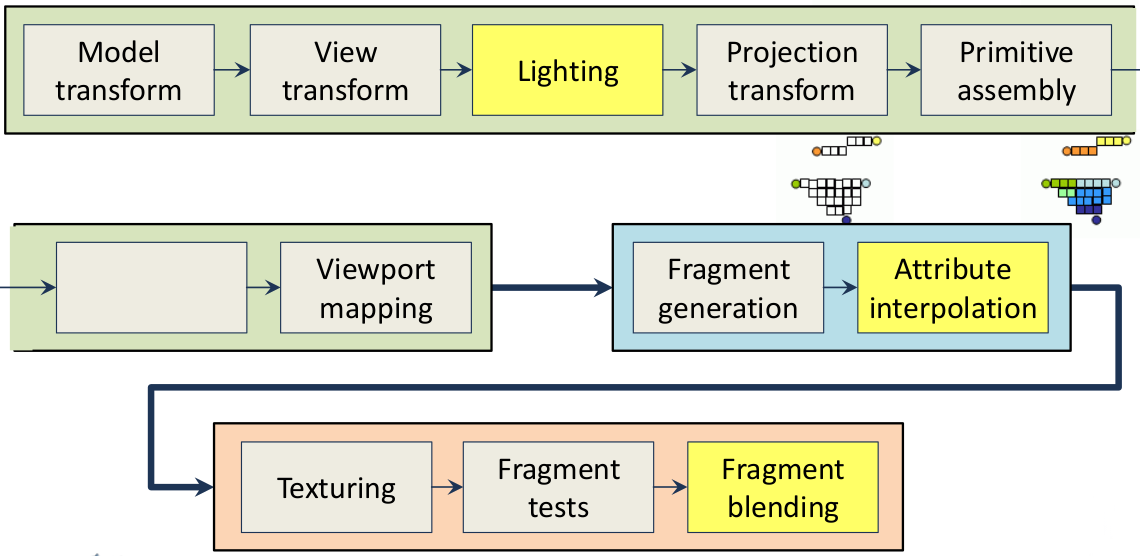 Model
transform
View
transform
Lighting
Projection
transform
Primitive
assembly
Viewport
mapping
Fragment
generation
Attribute
interpolation
Texturing
Fragment
tests
Fragment
blending